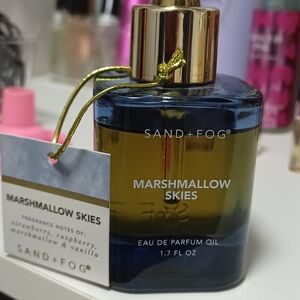 SAND+FOG®
MARSHMALLOW
SKIES
EAU DE PARFUM OIL
1.7 FL OZ
MARSHMALLOW SKIES
FRAGRANCE NOTES OF:
strawberry, raspberry,
marshmallow & vanilla
SAND+FOG®